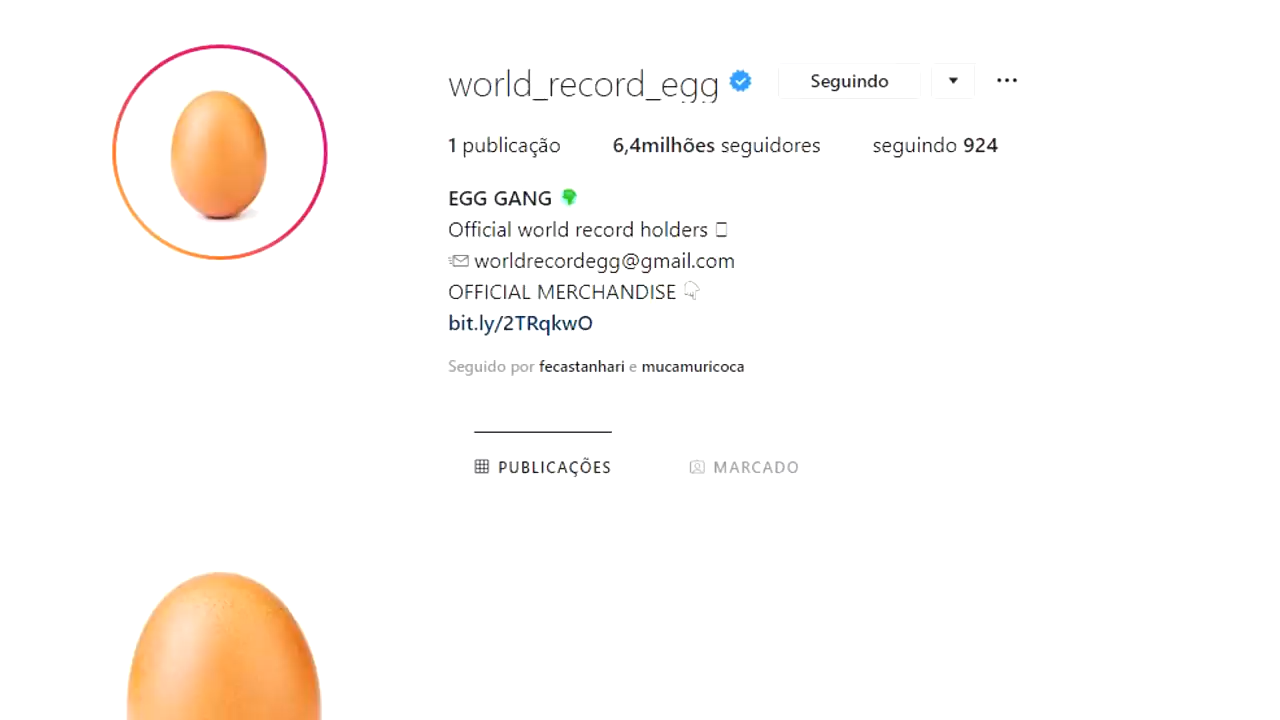 world_record_egg Seguindo
1 publicação 6,4milhões seguidores seguindo 924
EGG GANG
Official world record holders
worldrecordegg@gmail.com
OFFICIAL MERCHANDISE
bit.ly/2TRqkwO
Seguido por fecastanhari e mucamuricoca
PUBLICAÇÕES MARCADO